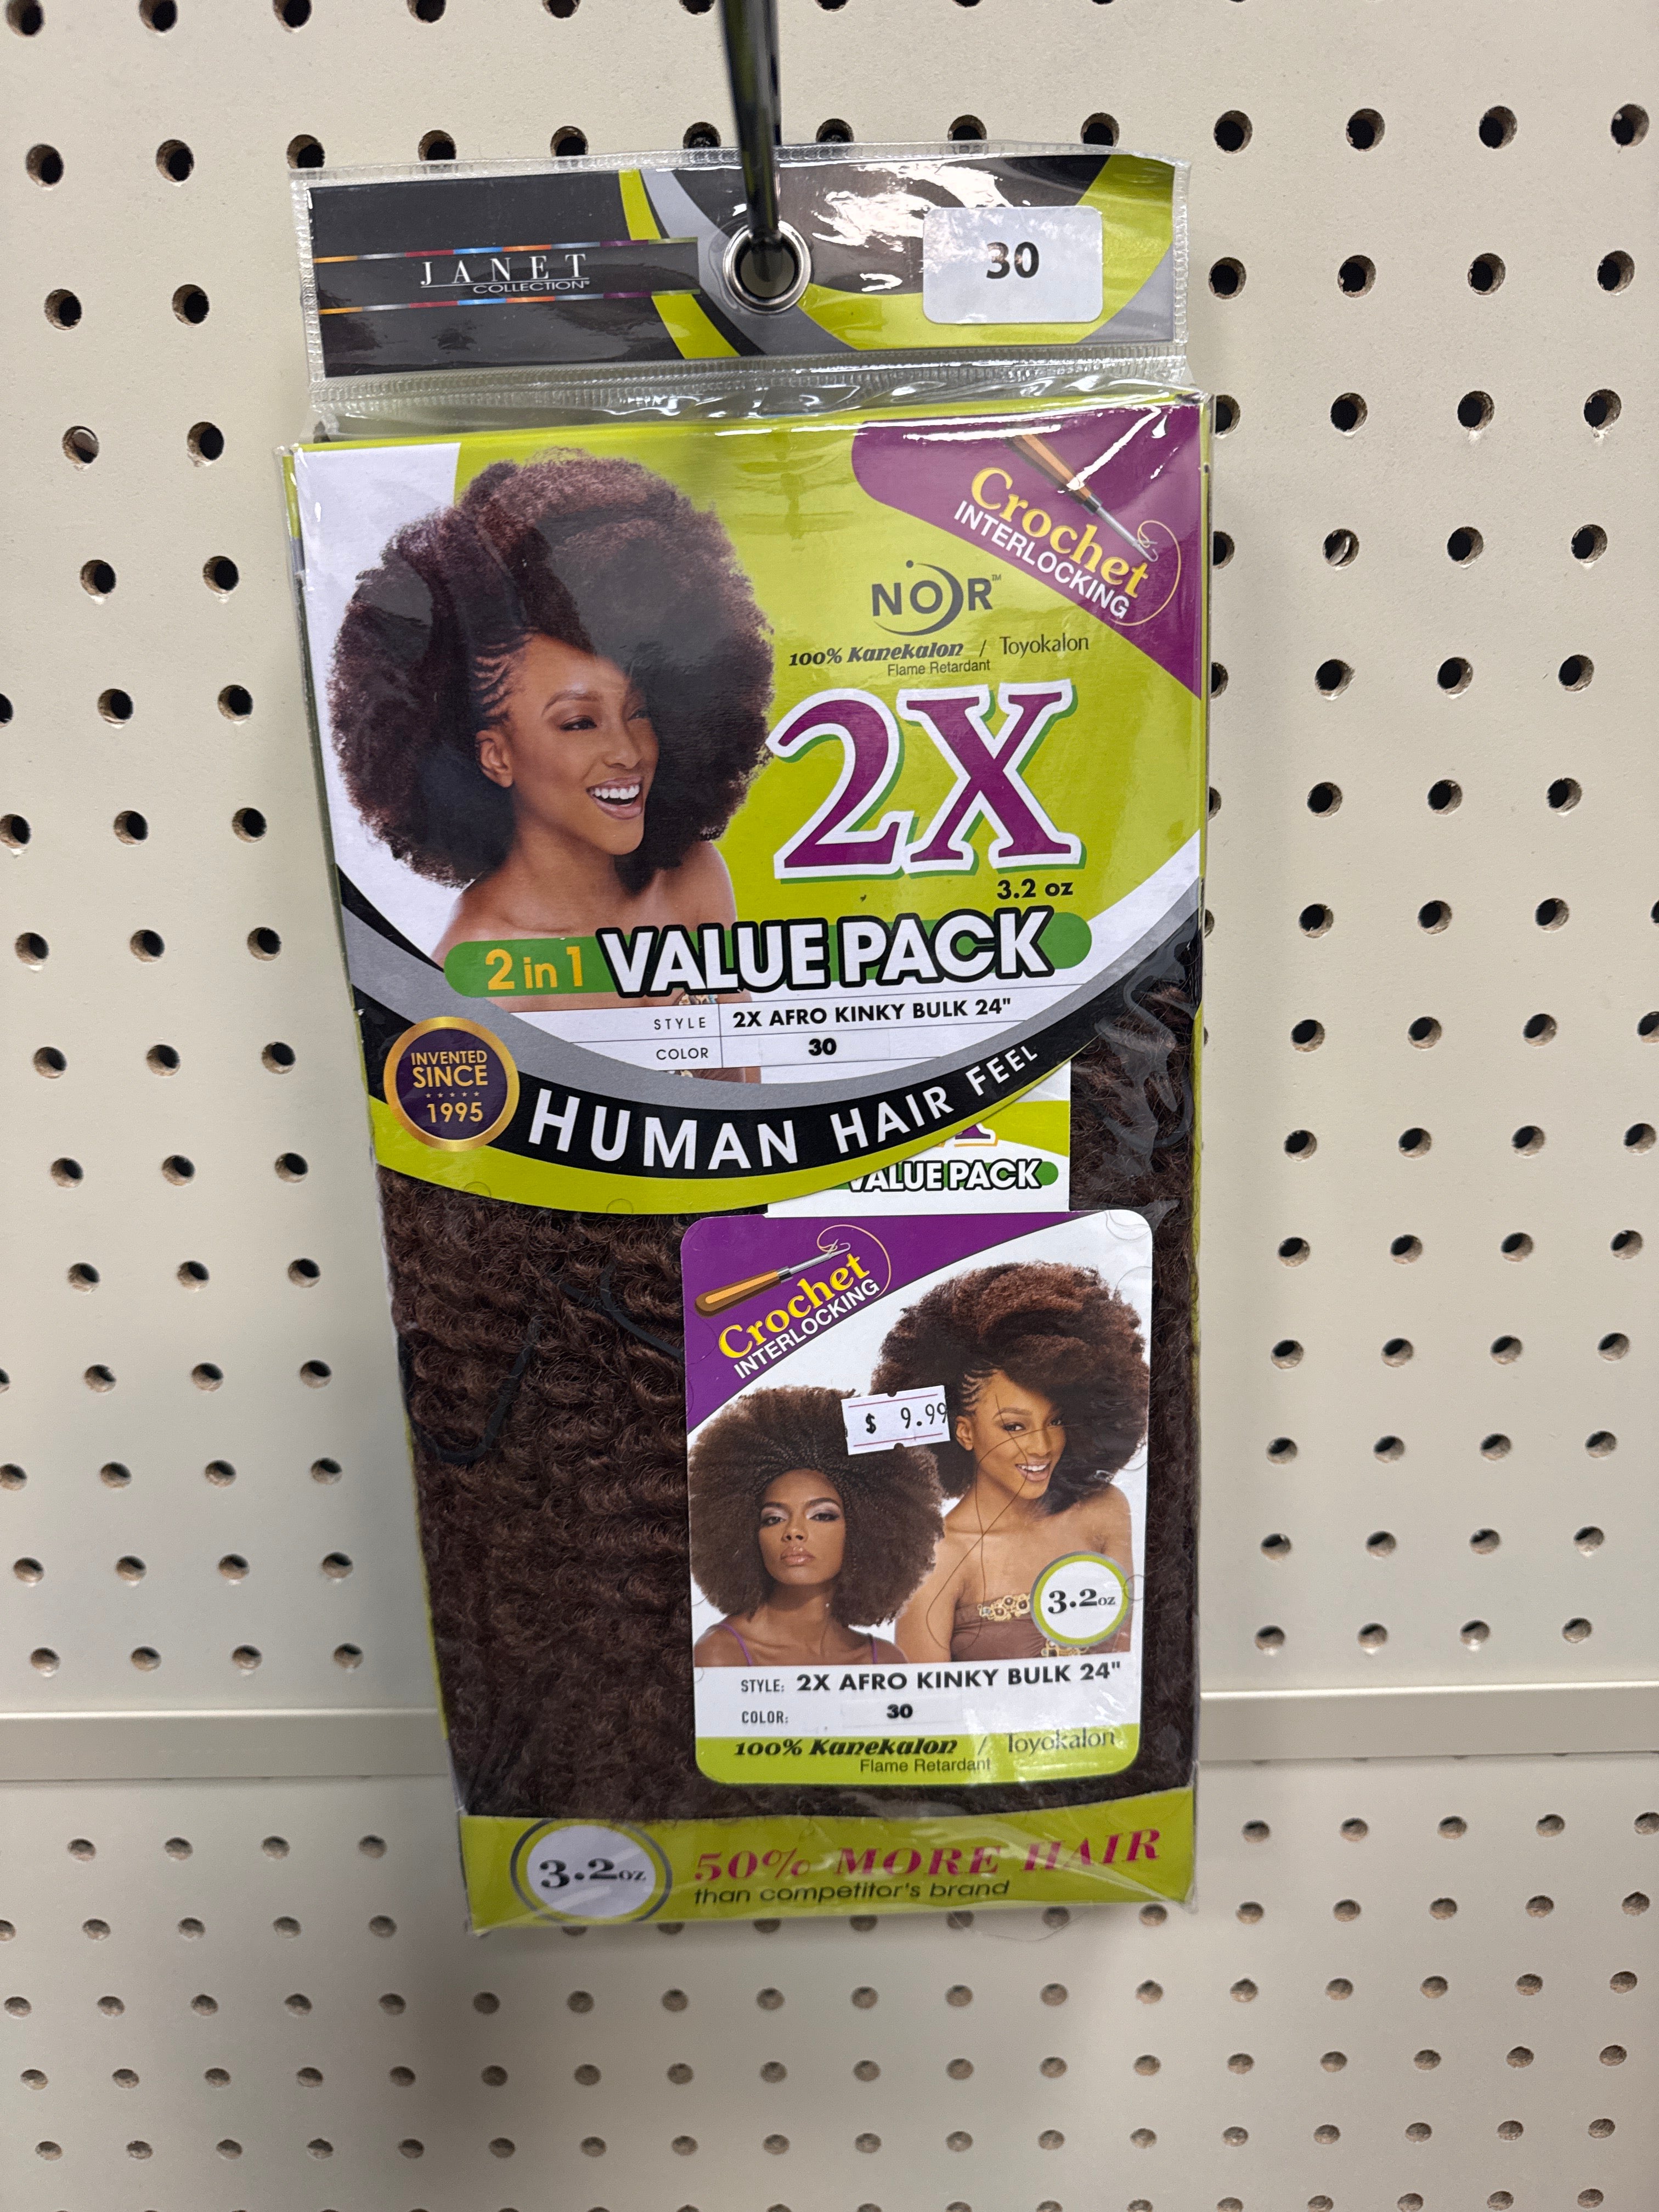 JANET
COLLECTION®
30
Crochet
INTERLOCKING
NOIR™
100% Kanekalon / Toyokalon
Flame Retardant
2X
3.2 oz
2 in 1 VALUE PACK
STYLE 2X AFRO KINKY BULK 24"
COLOR 30
INVENTED
SINCE
1995
HUMAN HAIR FEEL
VALUE PACK
Crochet
INTERLOCKING
$ 9.99
3.2oz
STYLE: 2X AFRO KINKY BULK 24"
COLOR: 30
100% Kanekalon / Toyokalon
Flame Retardant
3.2oz
50% MORE HAIR
than competitor's brand